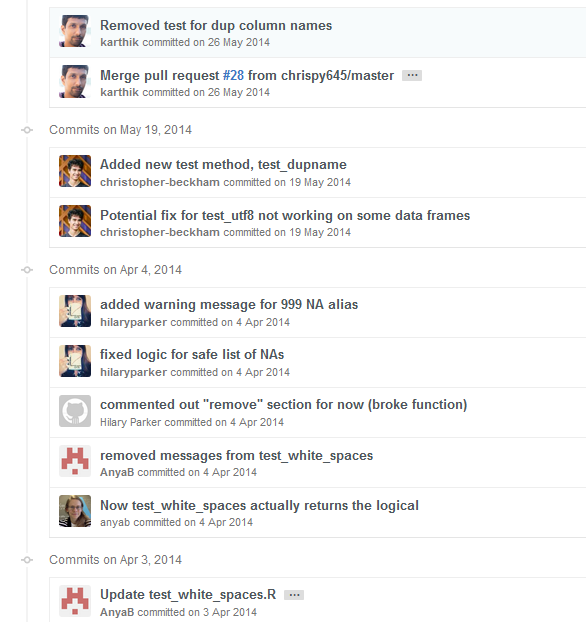 Removed test for dup column names
karthik committed on 26 May 2014
Merge pull request #28 from chrispy645/master ...
karthik committed on 26 May 2014
Commits on May 19, 2014
Added new test method, test_dupname
christopher-beckham committed on 19 May 2014
Potential fix for test_utf8 not working on some data frames
christopher-beckham committed on 19 May 2014
Commits on Apr 4, 2014
added warning message for 999 NA alias
hilaryparker committed on 4 Apr 2014
fixed logic for safe list of NAs
hilaryparker committed on 4 Apr 2014
commented out "remove" section for now (broke function)
Hilary Parker committed on 4 Apr 2014
removed messages from test_white_spaces
AnyaB committed on 4 Apr 2014
Now test_white_spaces actually returns the logical
anyab committed on 4 Apr 2014
Commits on Apr 3, 2014
Update test_white_spaces.R ...
AnyaB committed on 3 Apr 2014